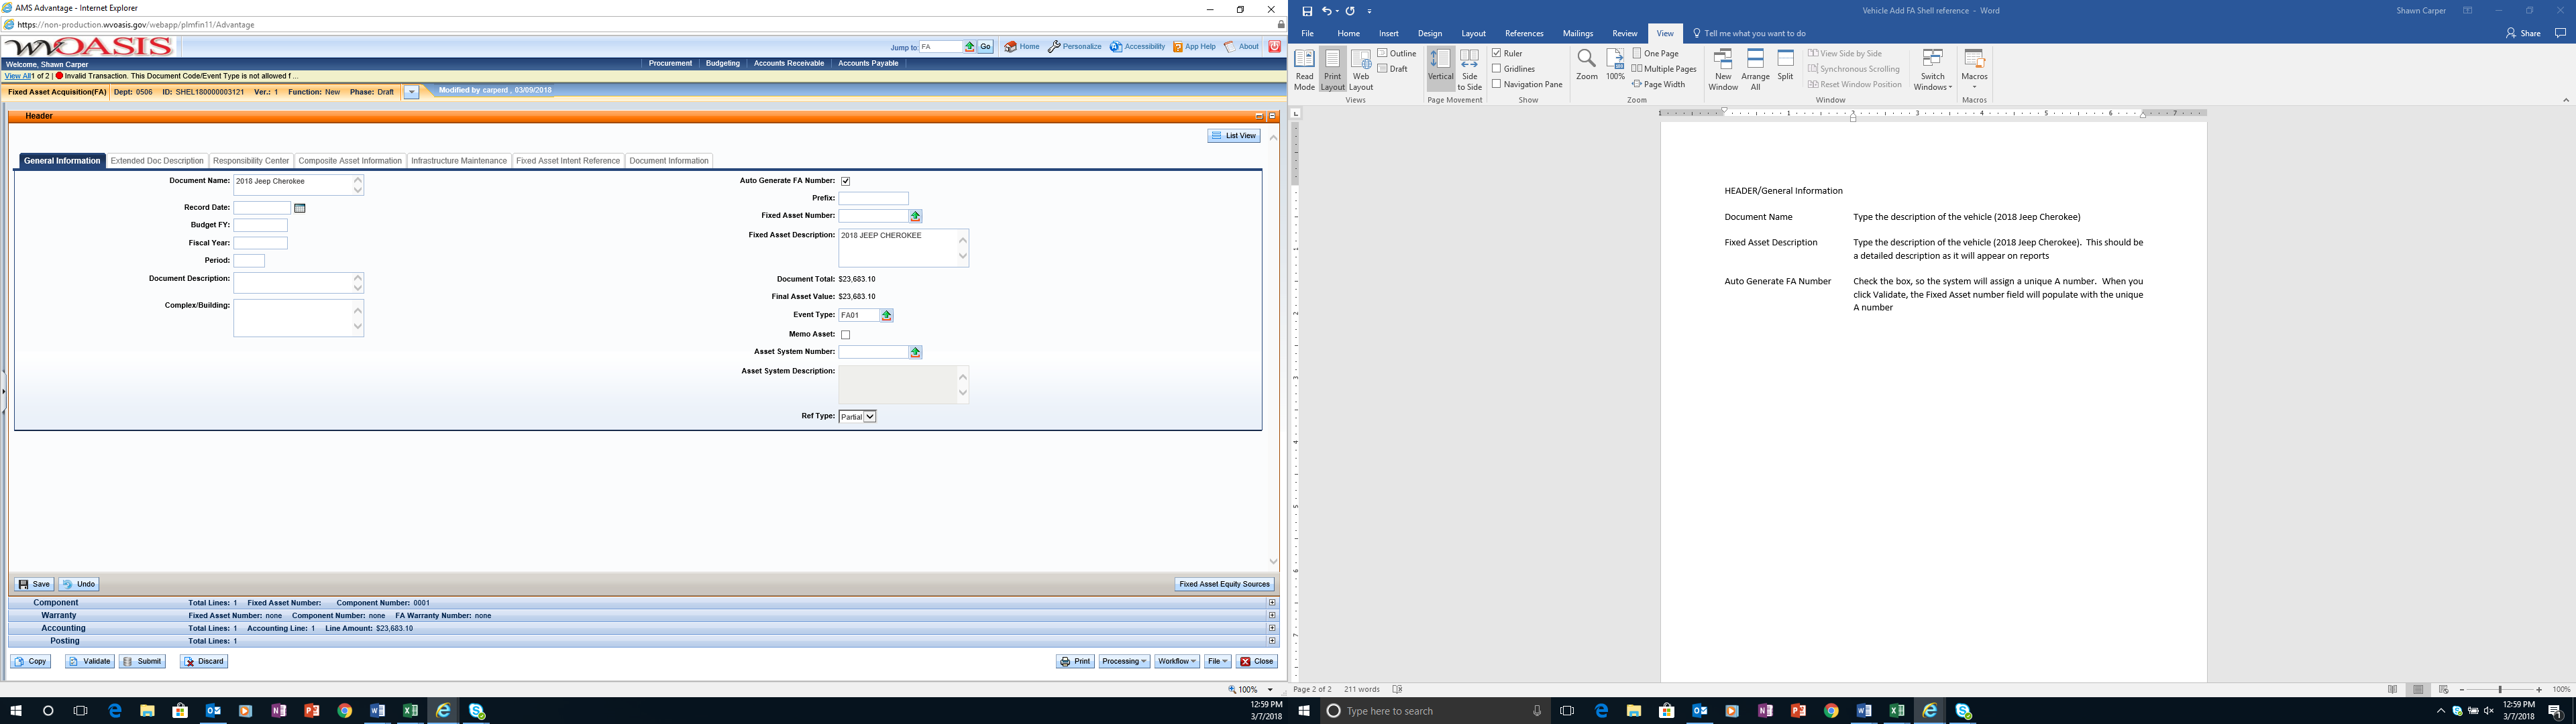 AMS Advantage - Internet Explorer
https://non-production.wvoasis.gov/webapp/plmfin11/Advantage
wvOASIS
Jump to: FA Go Home Personalize Accessibility App Help About
Welcome, Shawn Carper
Procurement Budgeting Accounts Receivable Accounts Payable
View All 1 of 2 | Invalid Transaction. This Document Code/Event Type is not allowed f ...
Fixed Asset Acquisition(FA) Dept: 0506 ID: SHEL180000003121 Ver.: 1 Function: New Phase: Draft Modified by carperd , 03/09/2018
Header
List View
General Information Extended Doc Description Responsibility Center Composite Asset Information Infrastructure Maintenance Fixed Asset Intent Reference Document Information
Document Name: 2018 Jeep Cherokee
Record Date:
Budget FY:
Fiscal Year:
Period:
Document Description:
Complex/Building:
Auto Generate FA Number:
Prefix:
Fixed Asset Number:
Fixed Asset Description: 2018 JEEP CHEROKEE
Document Total: $23,683.10
Final Asset Value: $23,683.10
Event Type: FA01
Memo Asset:
Asset System Number:
Asset System Description:
Ref Type: Partial
Save Undo Fixed Asset Equity Sources
Component Total Lines: 1 Fixed Asset Number: Component Number: 0001
Warranty Fixed Asset Number: none Component Number: none FA Warranty Number: none
Accounting Total Lines: 1 Accounting Line: 1 Line Amount: $23,683.10
Posting Total Lines: 1
Copy Validate Submit Discard Print Processing Workflow File Close
100%
12:59 PM
3/7/2018
Vehicle Add FA Shell reference - Word
Shawn Carper
File Home Insert Design Layout References Mailings Review View Tell me what you want to do Share
Read Mode
Print Layout
Web Layout
Outline
Draft
Views
Vertical
Side to Side
Page Movement
Ruler
Gridlines
Navigation Pane
Show
Zoom
100%
One Page
Multiple Pages
Page Width
Zoom
New Window
Arrange All
Split
View Side by Side
Synchronous Scrolling
Reset Window Position
Window
Switch Windows
Macros
Macros
HEADER/General Information
Document Name Type the description of the vehicle (2018 Jeep Cherokee)
Fixed Asset Description Type the description of the vehicle (2018 Jeep Cherokee). This should be
a detailed description as it will appear on reports
Auto Generate FA Number Check the box, so the system will assign a unique A number. When you
click Validate, the Fixed Asset number field will populate with the unique
A number
Page 2 of 2 211 words
100%
Type here to search
12:59 PM
3/7/2018